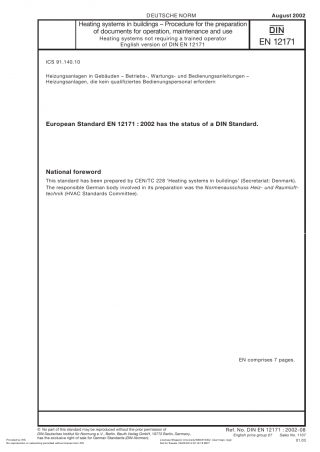 DEUTSCHE NORM
August 2002
Heating systems in buildings – Procedure for the preparation
of documents for operation, maintenance and use
Heating systems not requiring a trained operator
English version of DIN EN 12171
DIN
EN 12171
ICS 91.140.10
Heizungsanlagen in Gebäuden – Betriebs-, Wartungs- und Bedienungsanleitungen –
Heizungsanlagen, die kein qualifiziertes Bedienungspersonal erfordern
European Standard EN 12171 : 2002 has the status of a DIN Standard.
National foreword
This standard has been prepared by CEN/TC 228 'Heating systems in buildings' (Secretariat: Denmark).
The responsible German body involved in its preparation was the Normenausschuss Heiz- und Raumluft-
technik (HVAC Standards Committee).
EN comprises 7 pages.
© No part of this standard may be reproduced without the prior permission of
DIN Deutsches Institut für Normung e.V., Berlin. Beuth Verlag GmbH, 10772 Berlin, Germany,
has the exclusive right of sale for German Standards (DIN-Normen).
Ref. No. DIN EN 12171 : 2002-08
English price group 07 Sales No. 1107
01.03